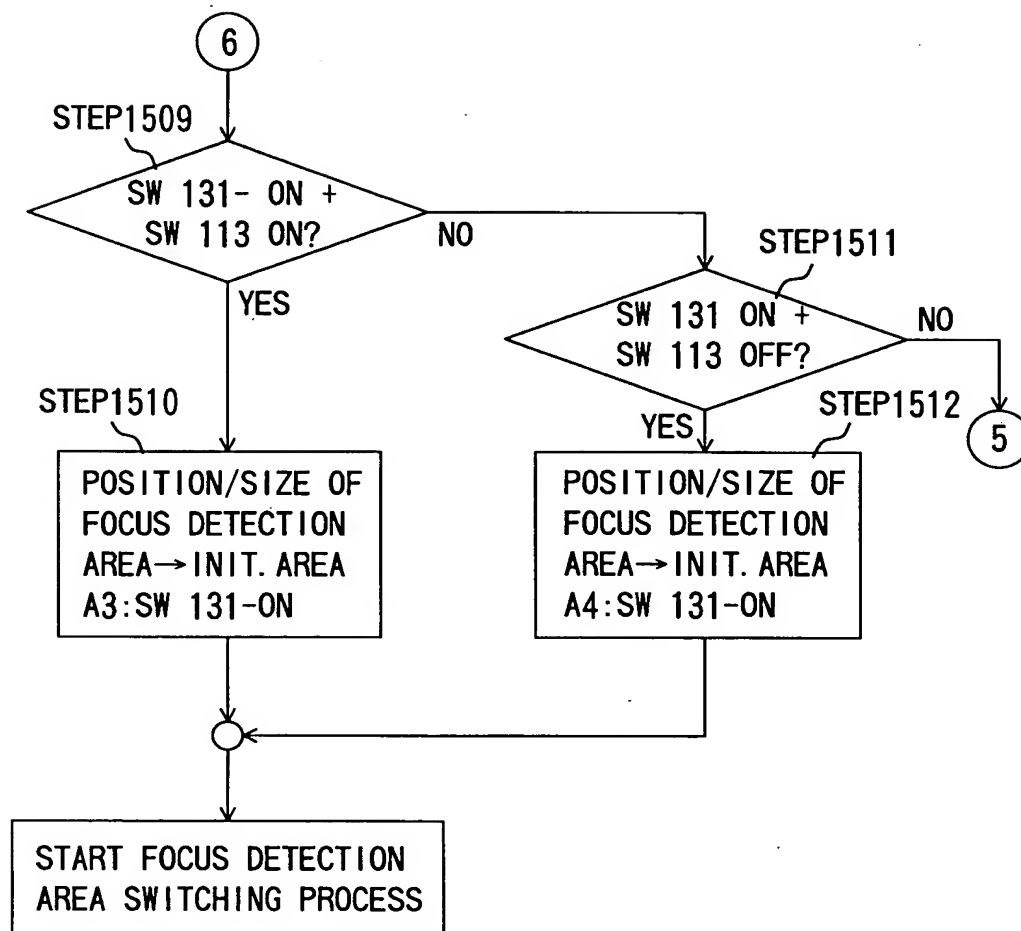 6
STEP1509
SW 131- ON +
SW 113 ON?
NO
YES
STEP1511
SW 131 ON +
SW 113 OFF?
NO
YES
5
STEP1510
POSITION/SIZE OF
FOCUS DETECTION
AREA→INIT. AREA
A3:SW 131-ON
STEP1512
POSITION/SIZE OF
FOCUS DETECTION
AREA→INIT. AREA
A4:SW 131-ON
START FOCUS DETECTION
AREA SWITCHING PROCESS